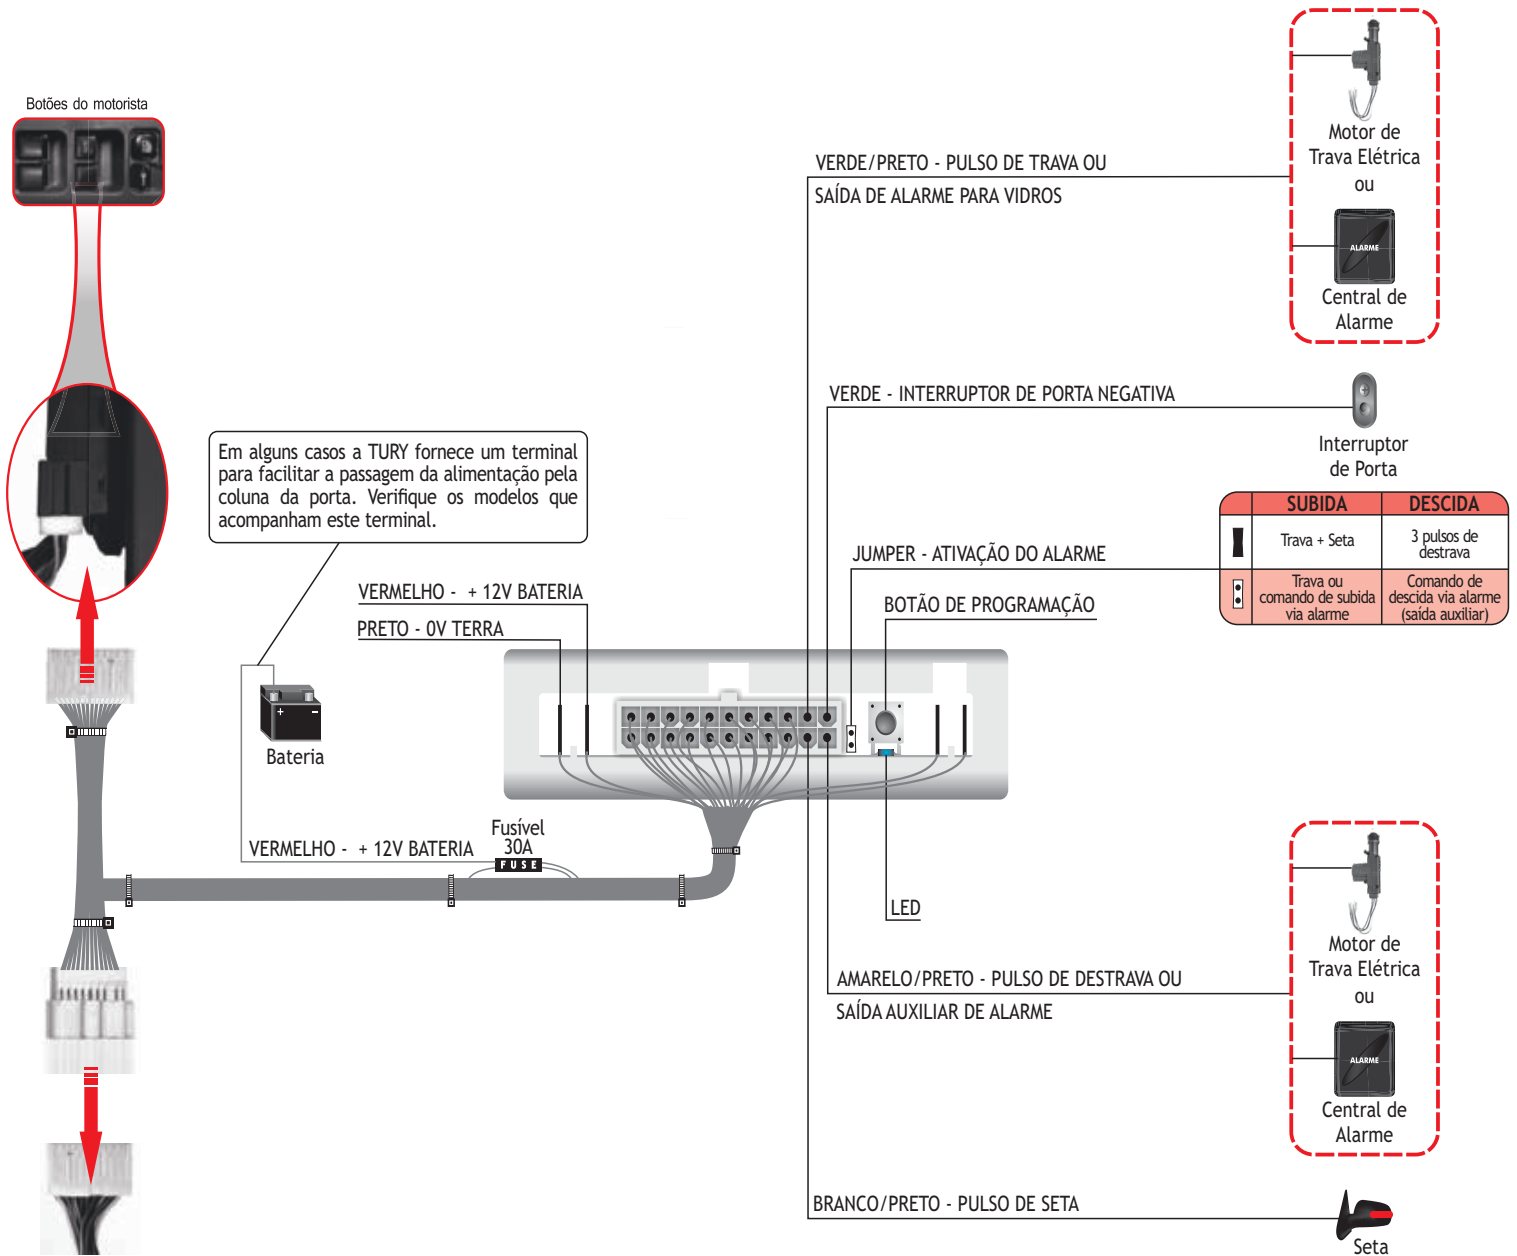 Botões do motorista
Em alguns casos a TURY fornece um terminal
para facilitar a passagem da alimentação pela
coluna da porta. Verifique os modelos que
acompanham este terminal.
VERMELHO - + 12V BATERIA
PRETO - 0V TERRA
+ -
Bateria
VERMELHO - + 12V BATERIA
Fusível
30A
FUSE
VERDE/PRETO - PULSO DE TRAVA OU
SAÍDA DE ALARME PARA VIDROS
Motor de
Trava Elétrica
ou
ALARME
Central de
Alarme
VERDE - INTERRUPTOR DE PORTA NEGATIVA
Interruptor
de Porta
JUMPER - ATIVAÇÃO DO ALARME
BOTÃO DE PROGRAMAÇÃO
SUBIDA DESCIDA
Trava + Seta
3 pulsos de
destrava
Trava ou
comando de subida
via alarme
Comando de
descida via alarme
(saída auxiliar)
LED
AMARELO/PRETO - PULSO DE DESTRAVA OU
SAÍDA AUXILIAR DE ALARME
Motor de
Trava Elétrica
ou
ALARME
Central de
Alarme
BRANCO/PRETO - PULSO DE SETA
Seta